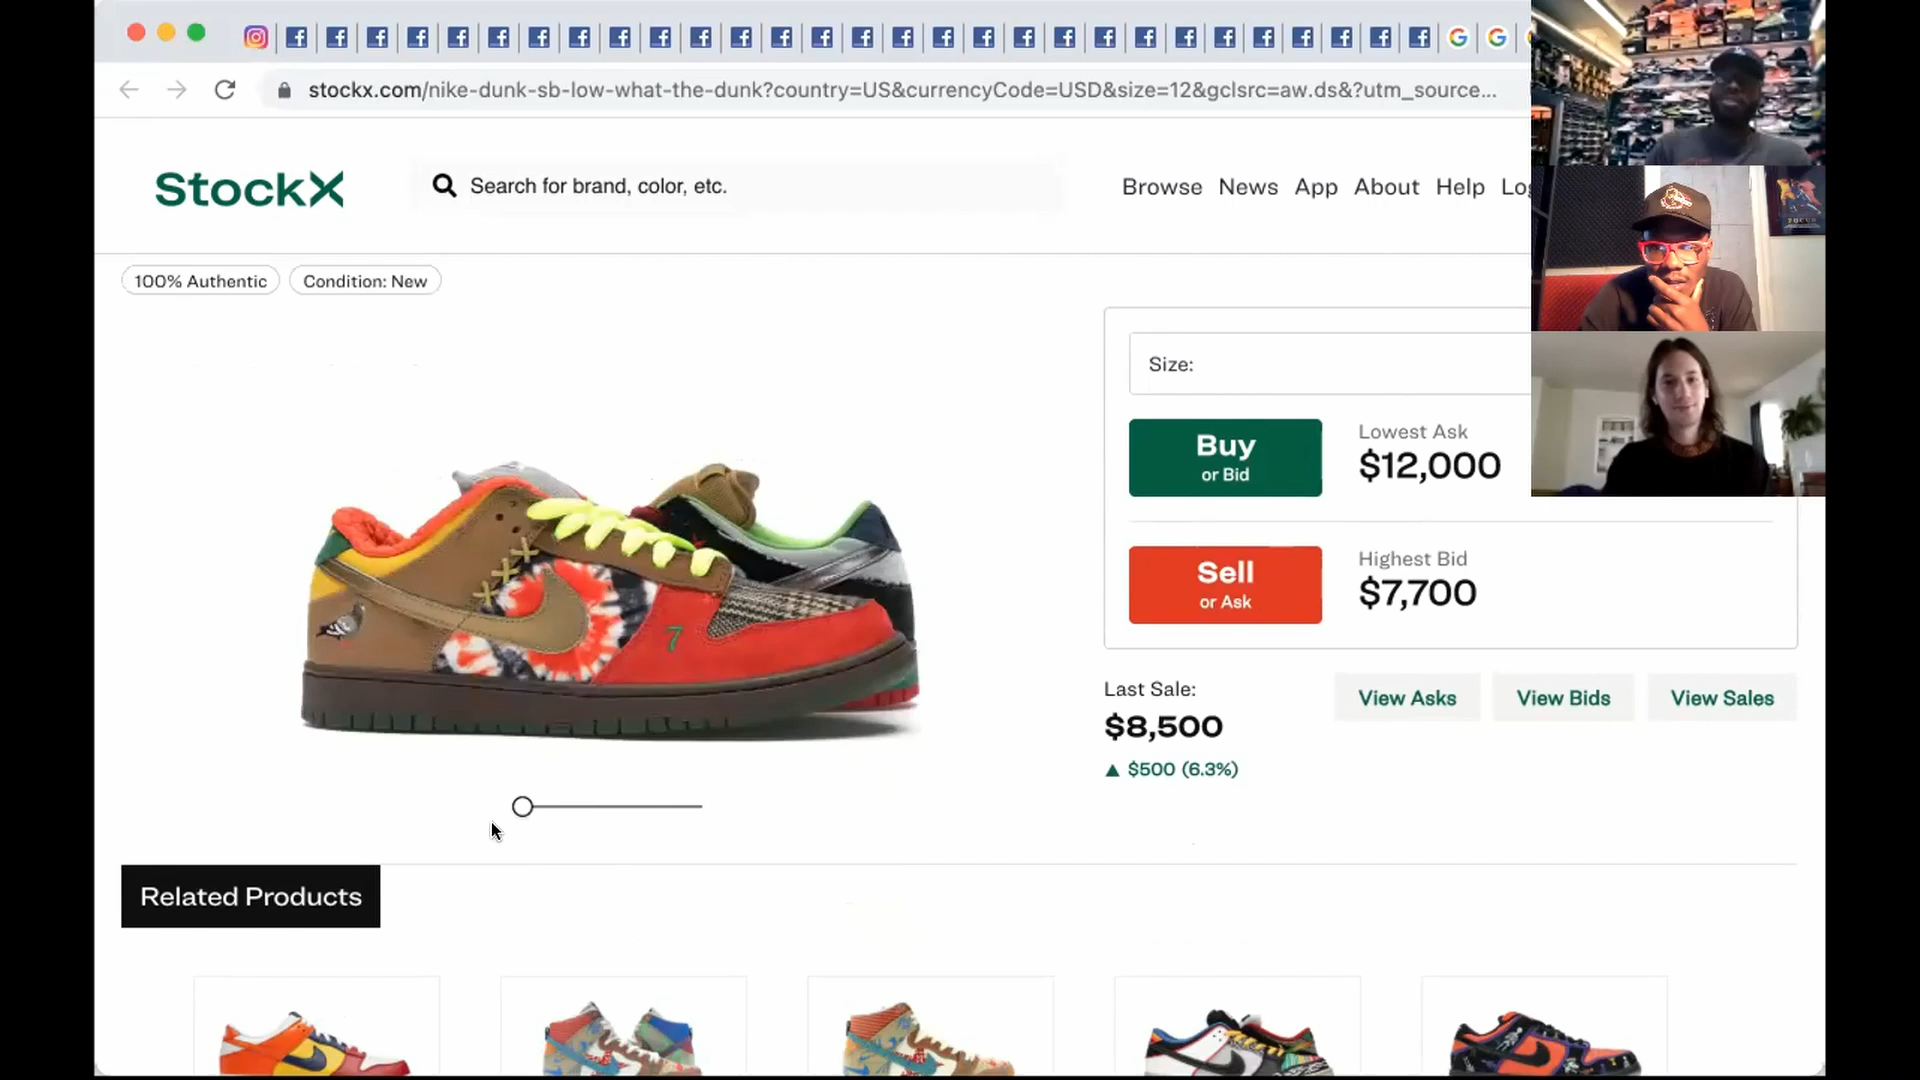 stockx.com/nike-dunk-sb-low-what-the-dunk?country=US&currencyCode=USD&size=12&gclsrc=aw.ds&?utm_source...
StockX
Search for brand, color, etc.
Browse News App About Help
100% Authentic
Condition: New
Size:
Buy
or Bid
Lowest Ask
$12,000
Sell
or Ask
Highest Bid
$7,700
Last Sale:
$8,500
▲ $500 (6.3%)
View Asks
View Bids
View Sales
7
Related Products